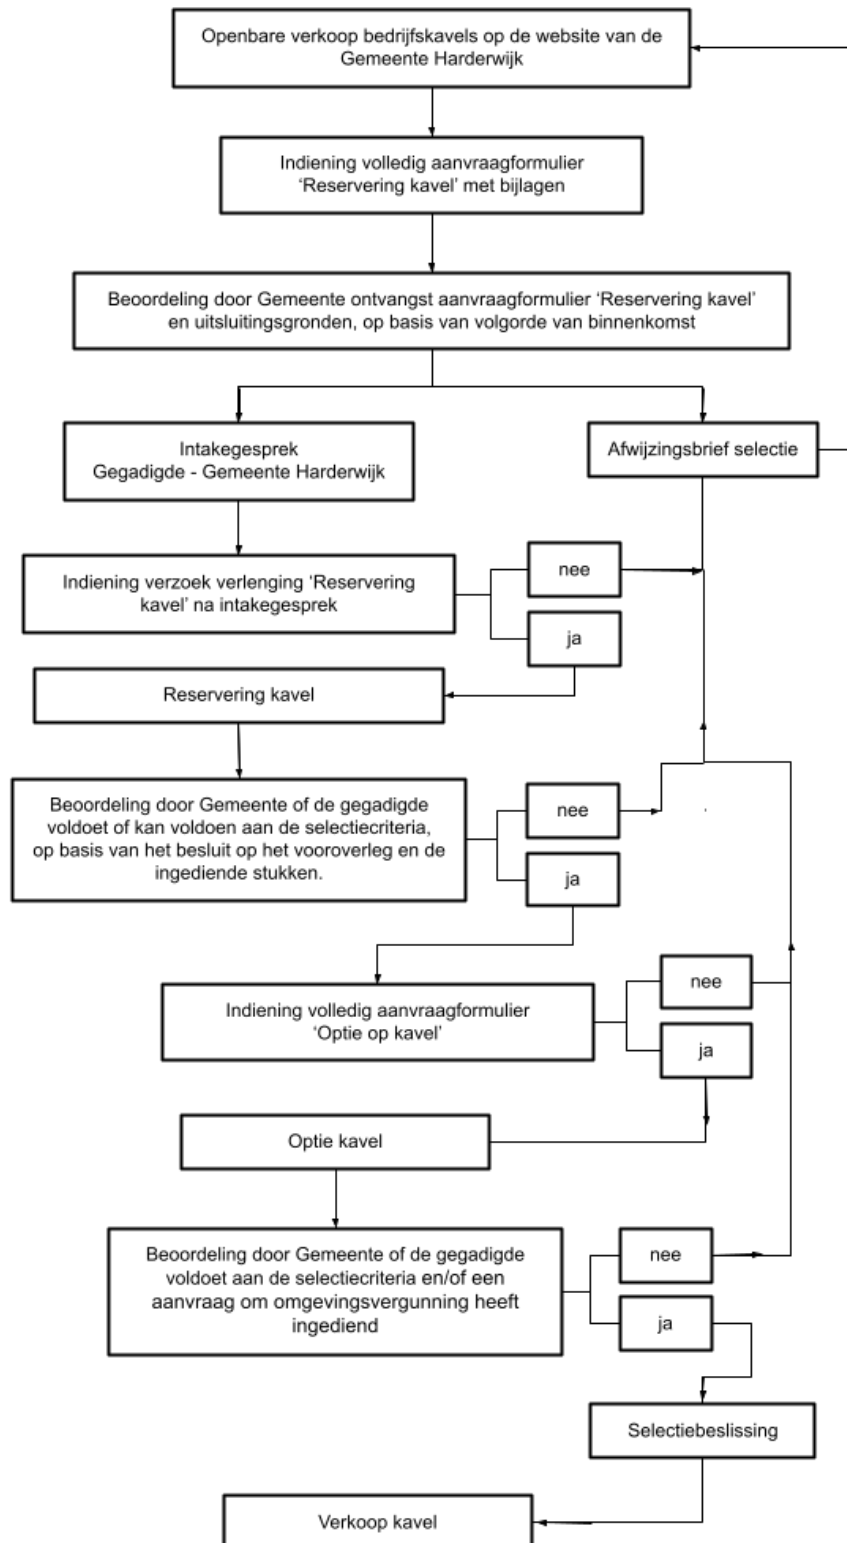 Openbare verkoop bedrijfskavels op de website van de
Gemeente Harderwijk
Indiening volledig aanvraagformulier
‘Reservering kavel’ met bijlagen
Beoordeling door Gemeente ontvangst aanvraagformulier ‘Reservering kavel’
en uitsluitingsgronden, op basis van volgorde van binnenkomst
Intakegesprek
Gegadigde - Gemeente Harderwijk
Afwijzingsbrief selectie
Indiening verzoek verlenging ‘Reservering
kavel’ na intakegesprek
nee
ja
Reservering kavel
Beoordeling door Gemeente of de gegadigde
voldoet of kan voldoen aan de selectiecriteria,
op basis van het besluit op het vooroverleg en de
ingediende stukken.
nee
ja
Indiening volledig aanvraagformulier
‘Optie op kavel’
nee
ja
Optie kavel
Beoordeling door Gemeente of de gegadigde
voldoet aan de selectiecriteria en/of een
aanvraag om omgevingsvergunning heeft
ingediend
nee
ja
Selectiebeslissing
Verkoop kavel